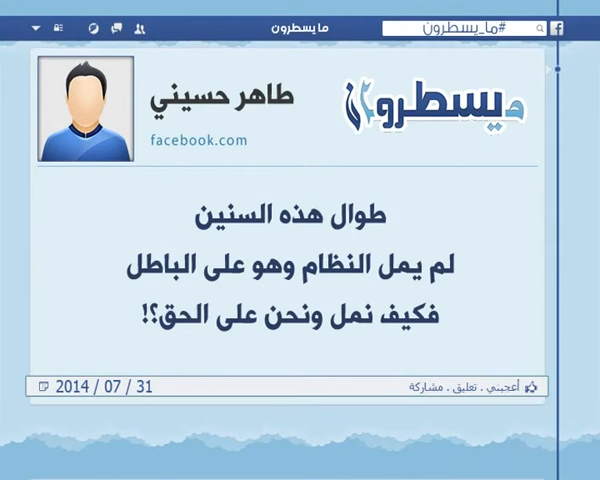 ما يسطرون
#ما_يسطرون
طاهر حسيني
facebook.com
ما يسطرون
طوال هذه السنين
لم يمل النظام وهو على الباطل
فكيف نمل ونحن على الحق؟!
أعجبني . تعليق . مشاركة
2014 / 07 / 31